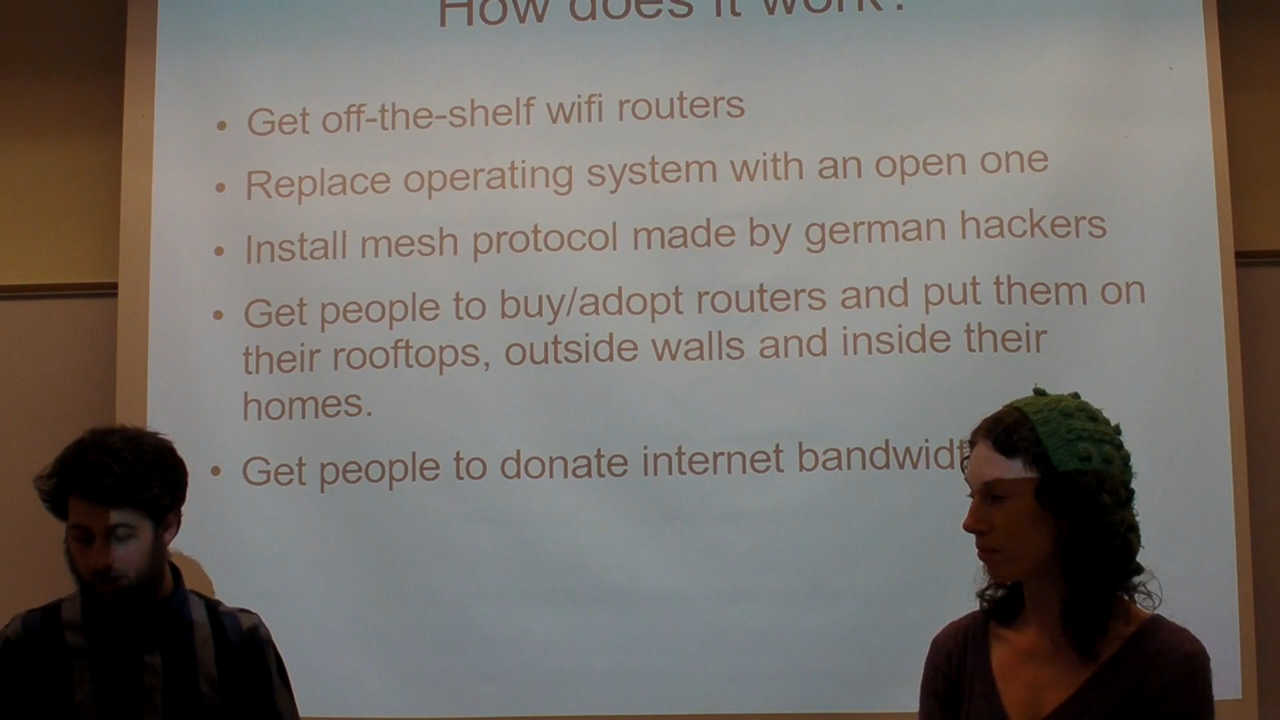 How does it work?
• Get off-the-shelf wifi routers
• Replace operating system with an open one
• Install mesh protocol made by german hackers
• Get people to buy/adopt routers and put them on
their rooftops, outside walls and inside their
homes.
• Get people to donate internet bandwidt